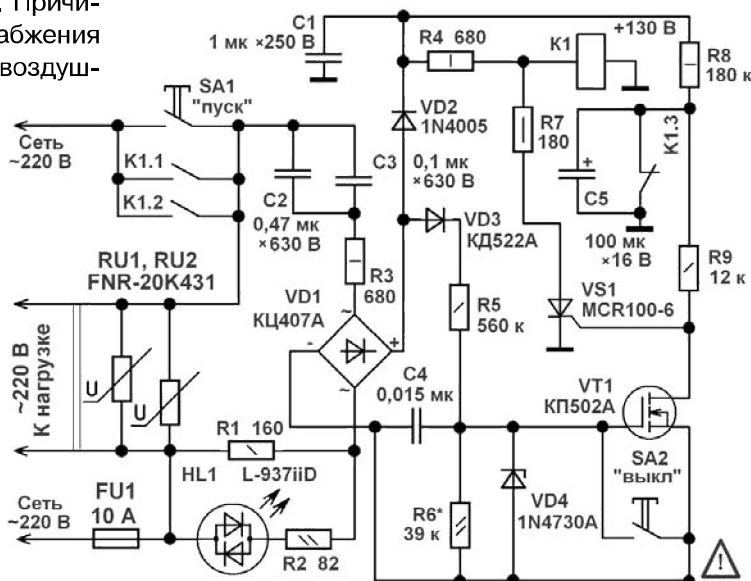 Причи-
набжения
воздуш-
C1
1 мк ×250 В
R4 680
K1
+130 В
R8
180 к
SA1
"пуск"
VD2
1N4005
R7
180
K1.3
Сеть
~220 В
K1.1
K1.2
C3
0,1 мк
×630 В
C2
0,47 мк
×630 В
+
C5
100 мк
×16 В
VD3
КД522А
RU1, RU2
FNR-20K431
R3
680
VD1
КЦ407А
~
-
+
~
R5
560 к
VS1
MCR100-6
R9
12 к
~220 В
К нагрузке
U
U
C4
0,015 мк
VT1
КП502А
R1 160
HL1 L-937iiD
SA2
"выкл"
Сеть
~220 В
FU1
10 А
R2 82
R6*
39 к
VD4
1N4730A
!